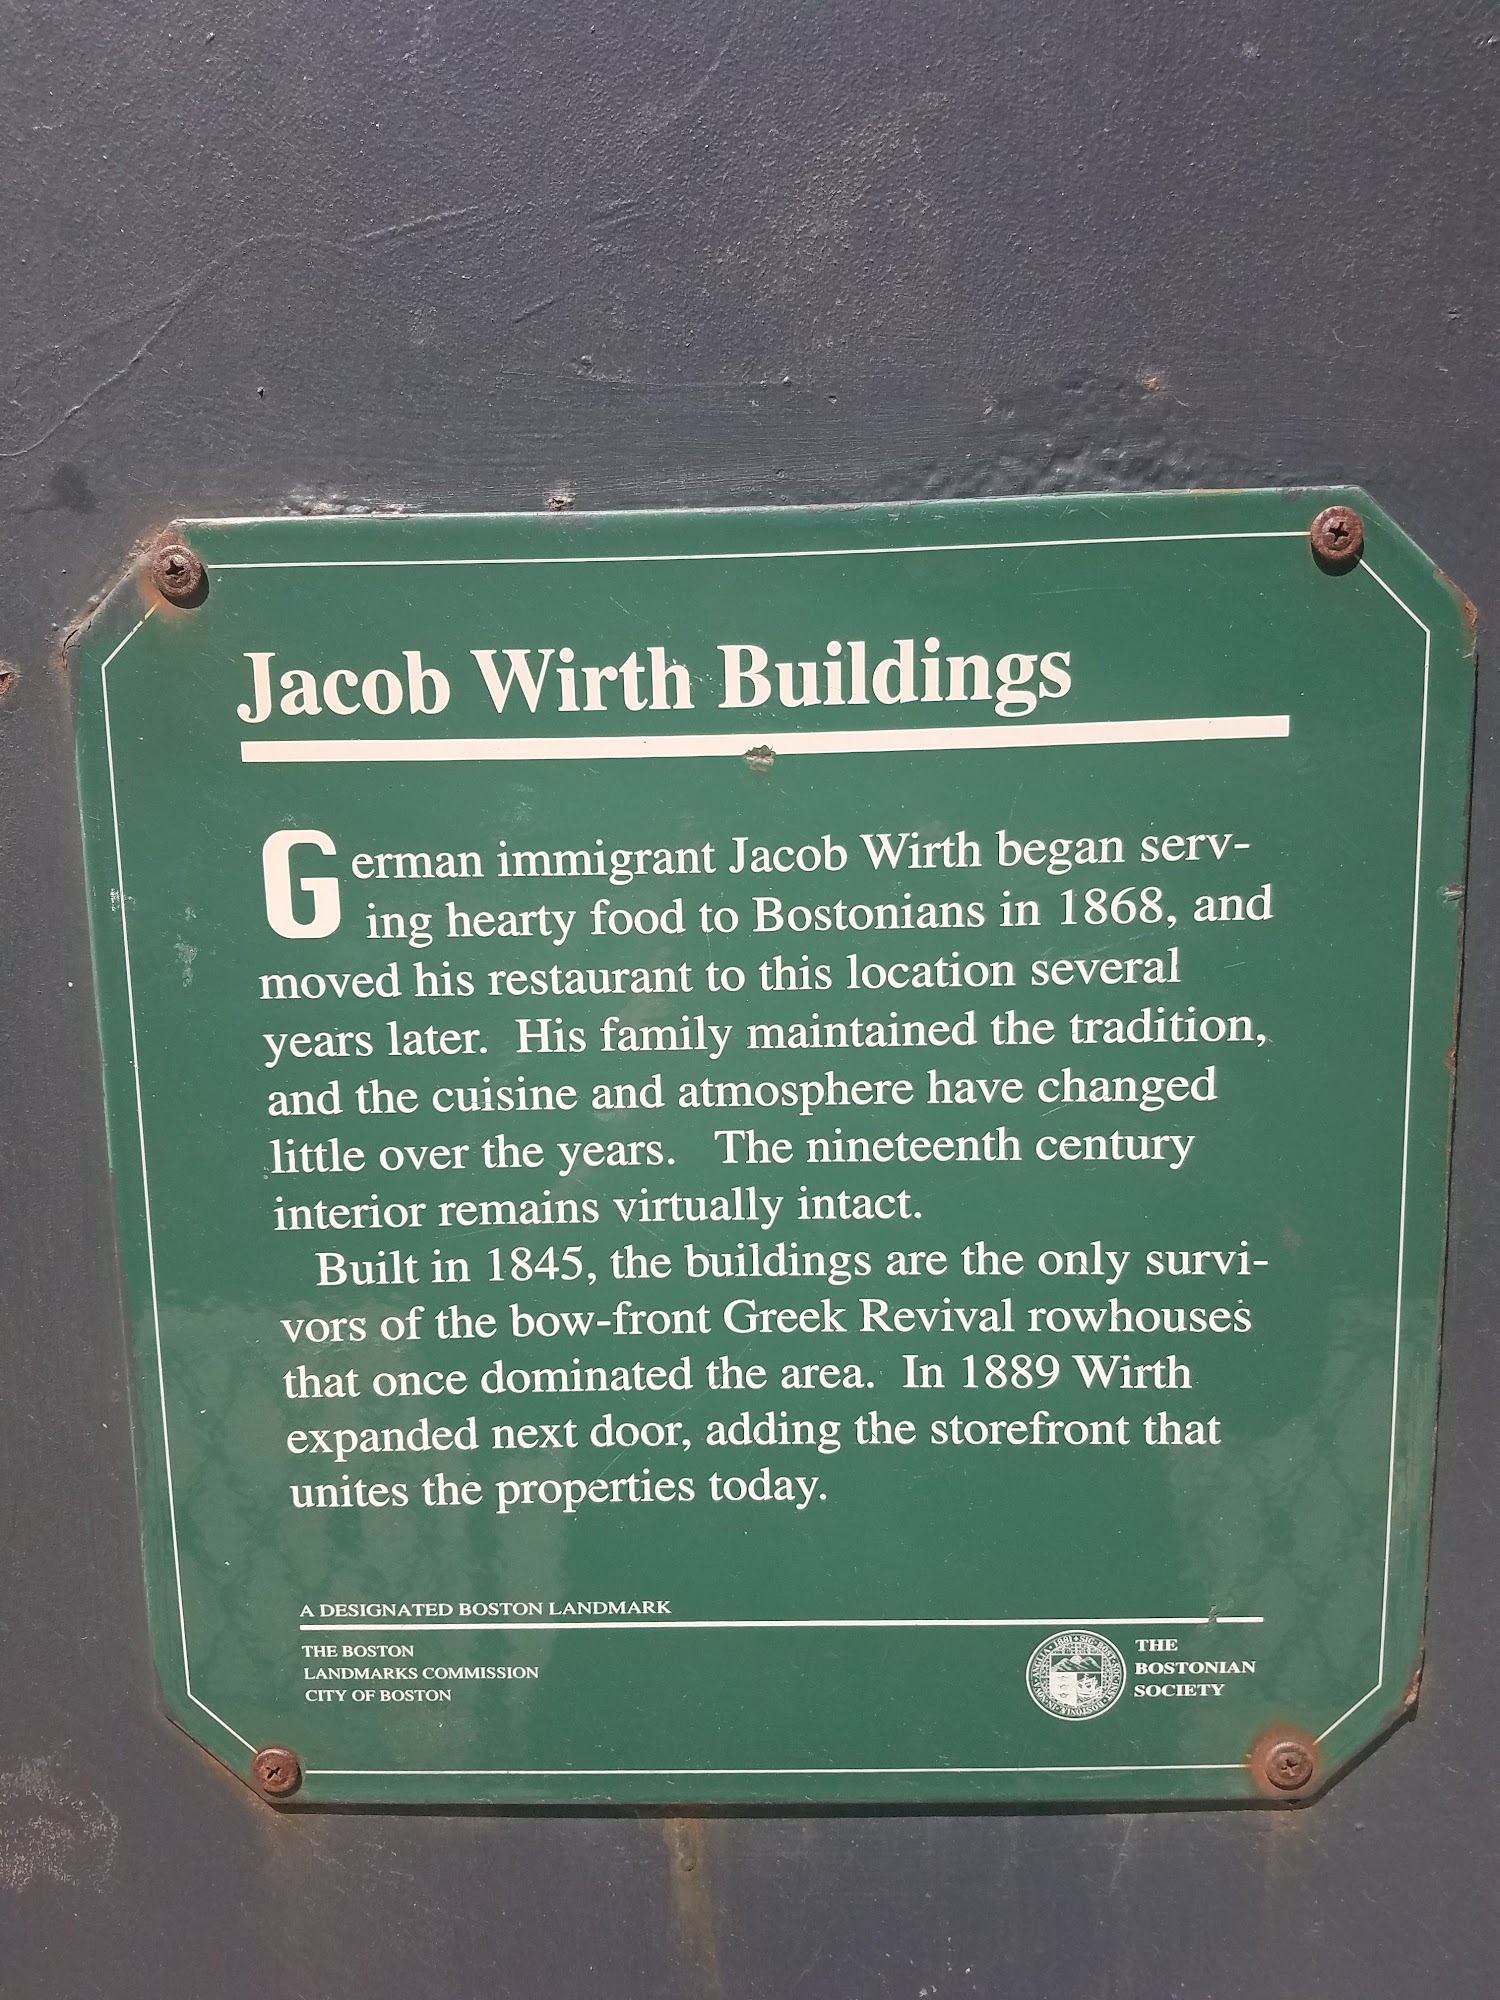 Jacob Wirth Buildings
German immigrant Jacob Wirth began serv-
ing hearty food to Bostonians in 1868, and
moved his restaurant to this location several
years later. His family maintained the tradition,
and the cuisine and atmosphere have changed
little over the years. The nineteenth century
interior remains virtually intact.
Built in 1845, the buildings are the only survi-
vors of the bow-front Greek Revival rowhouses
that once dominated the area. In 1889 Wirth
expanded next door, adding the storefront that
unites the properties today.
A DESIGNATED BOSTON LANDMARK
THE BOSTON
LANDMARKS COMMISSION
CITY OF BOSTON
THE
BOSTONIAN
SOCIETY